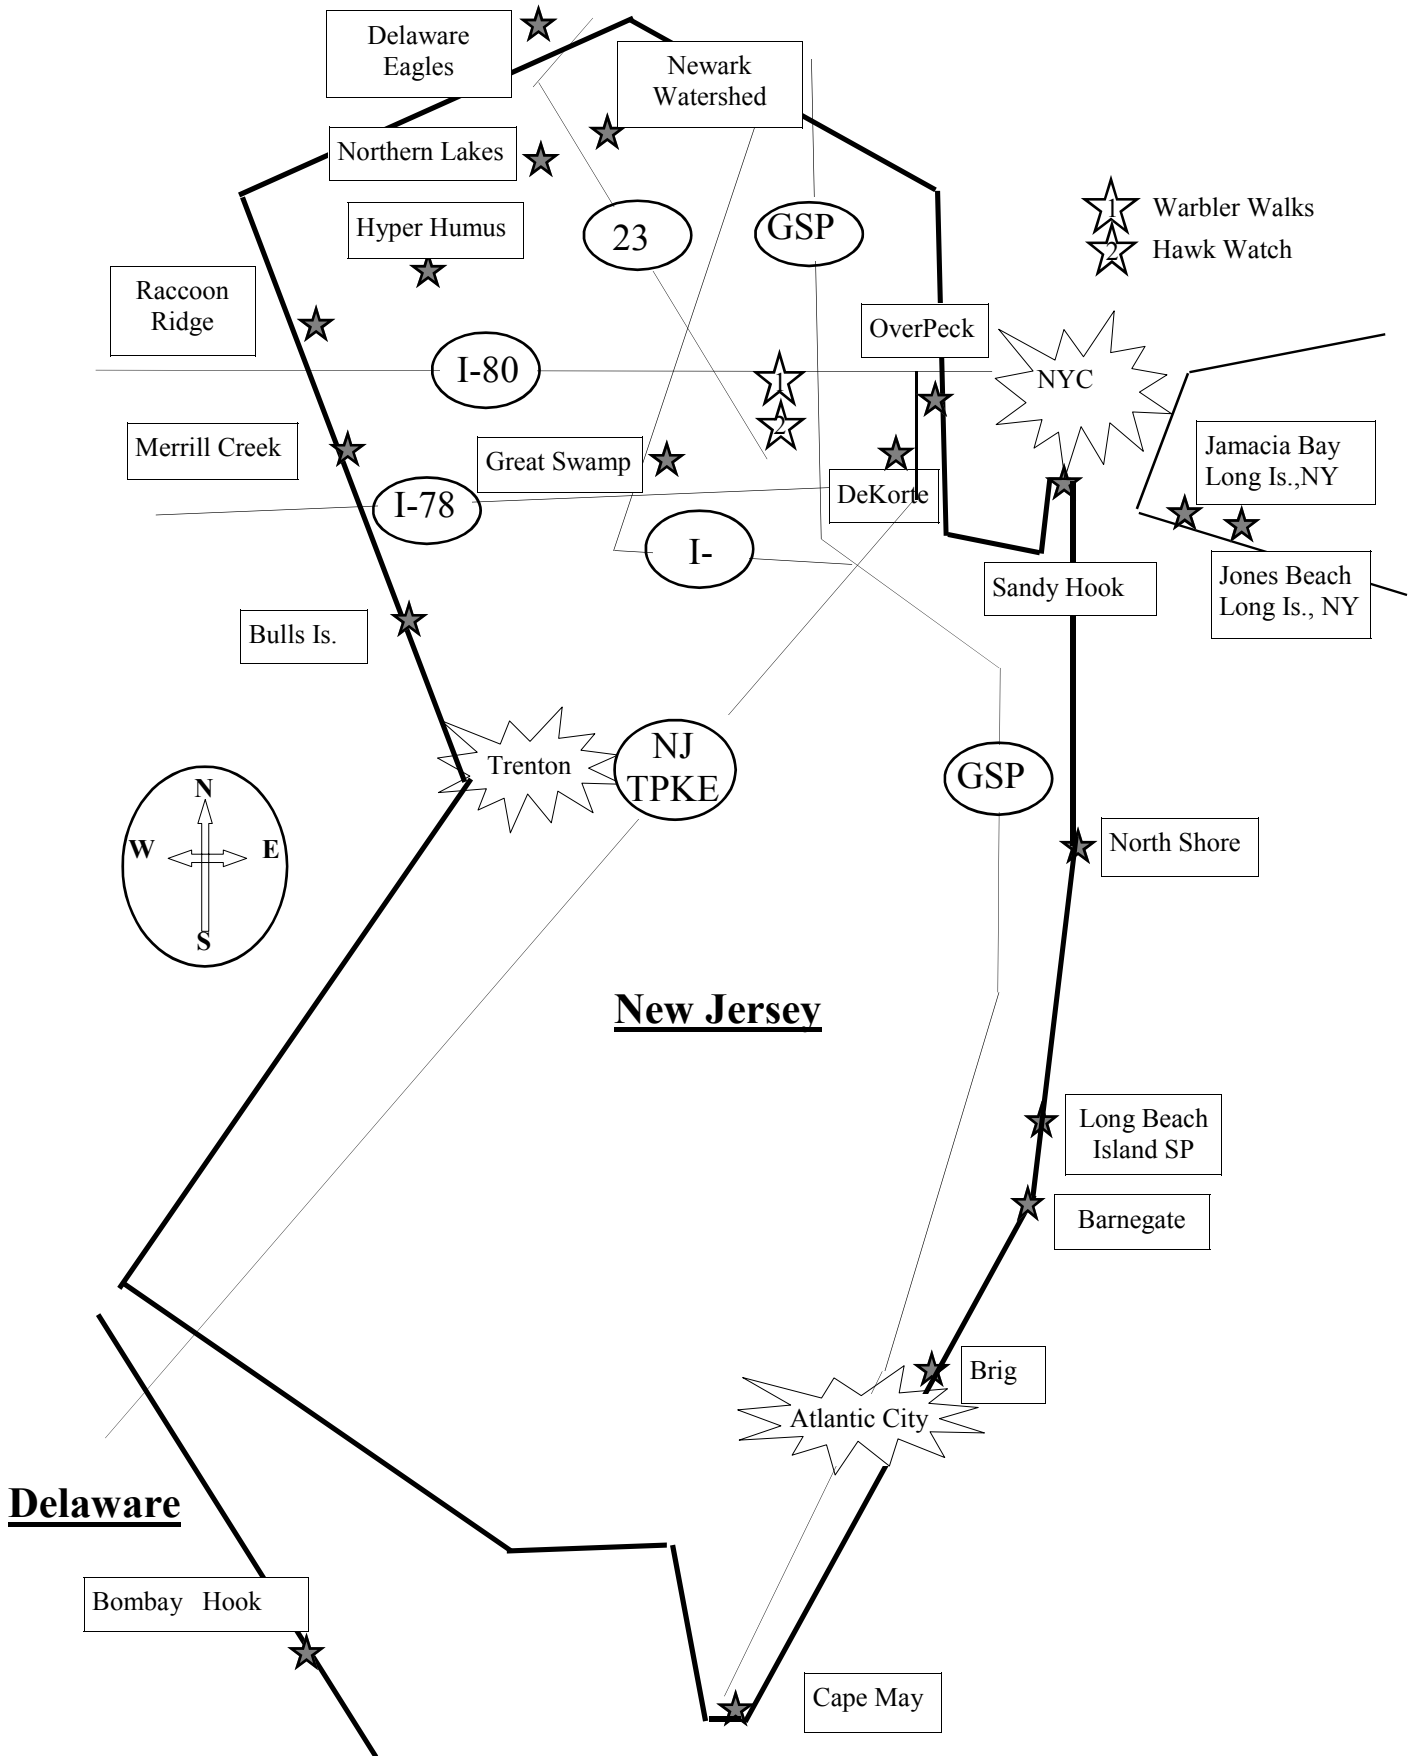 Delaware
Eagles
Newark
Watershed
Northern Lakes
1 Warbler Walks
2 Hawk Watch
Hyper Humus
23
GSP
Raccoon
Ridge
OverPeck
I-80
1
NYC
2
Merrill Creek
Great Swamp
Jamacia Bay
Long Is.,NY
I-78
DeKorte
I-
Sandy Hook
Jones Beach
Long Is., NY
Bulls Is.
Trenton
NJ
TPKE
GSP
N
W E
S
North Shore
New Jersey
Long Beach
Island SP
Barnegate
Brig
Atlantic City
Delaware
Bombay Hook
Cape May